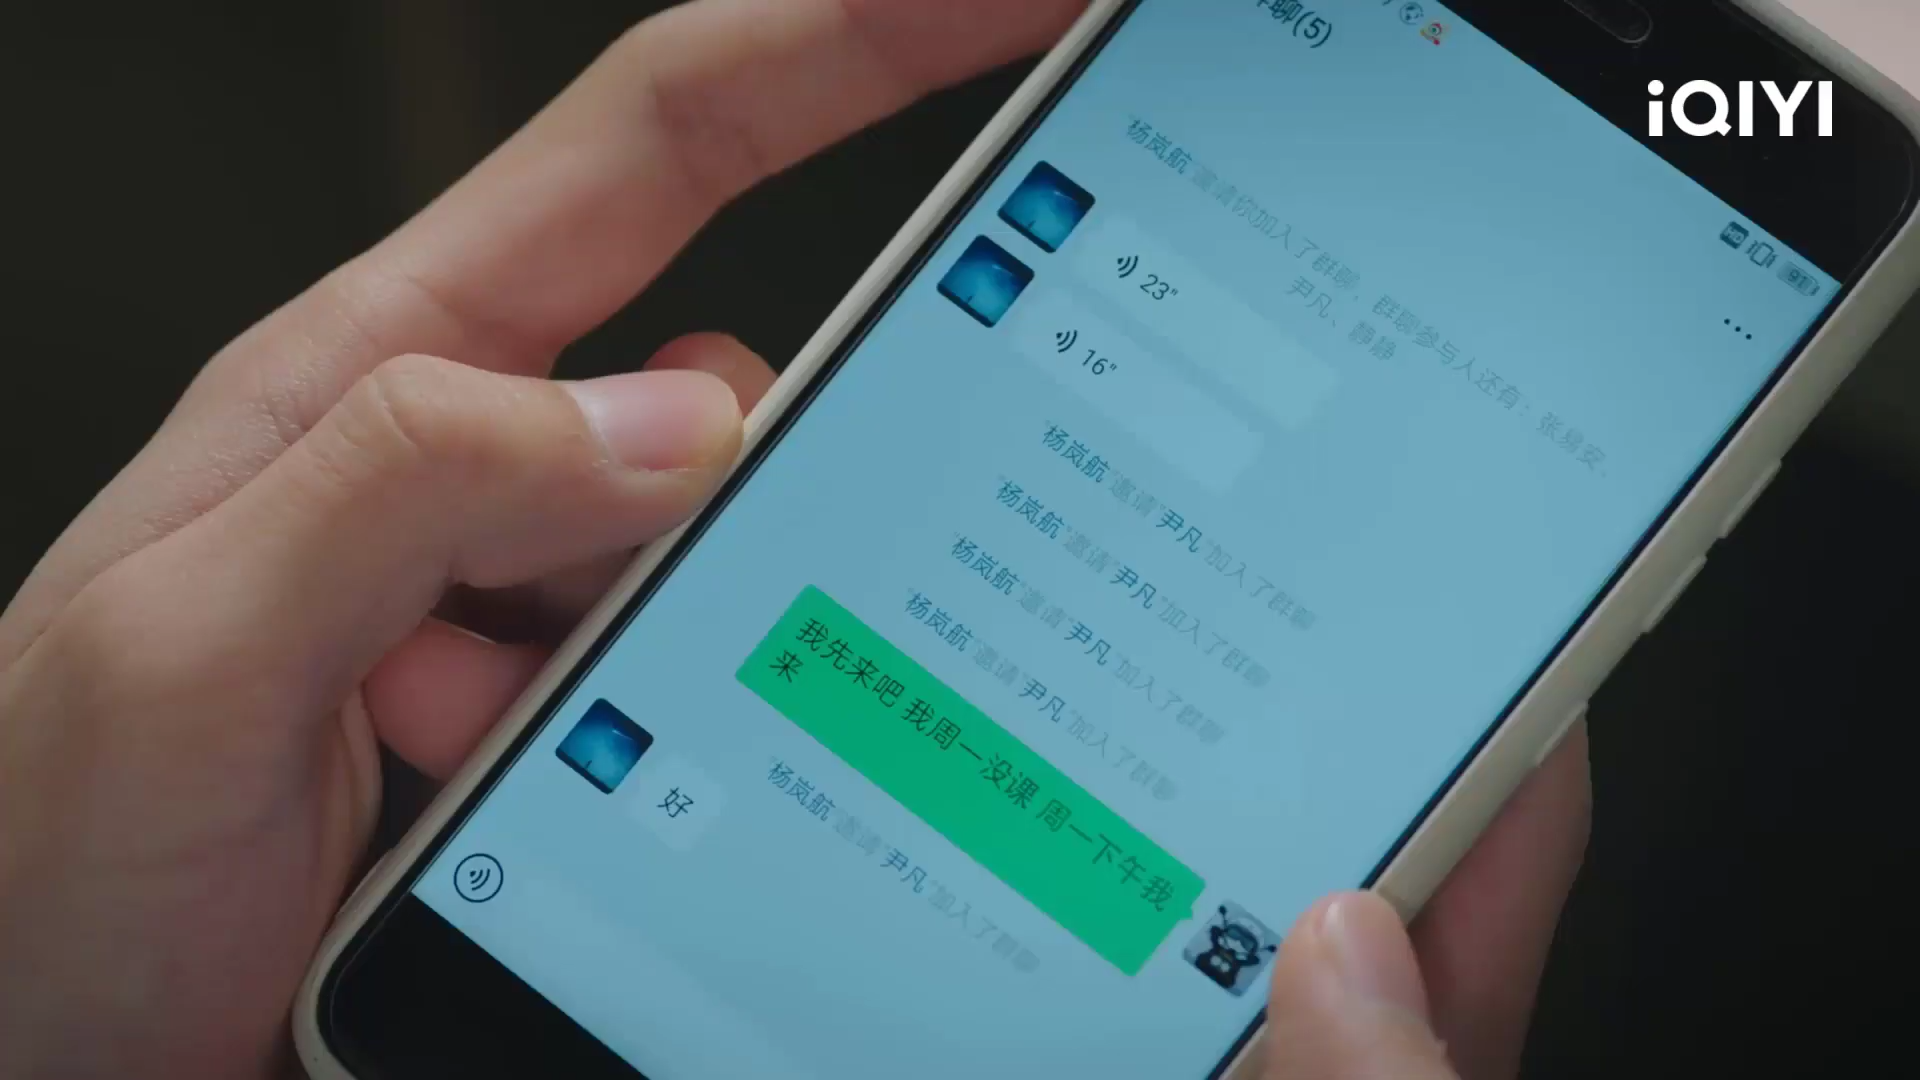 群聊(5)
iQIYI
HD 91
"杨岚航"邀请你加入了群聊，群聊参与人还有：张易安、
尹凡、静静
23"
16"
"杨岚航"邀请"尹凡"加入了群聊
"杨岚航"邀请"尹凡"加入了群聊
"杨岚航"邀请"尹凡"加入了群聊
"杨岚航"邀请"尹凡"加入了群聊
我先来吧 我周一没课 周一下午我
来
"杨岚航"邀请"尹凡"加入了群聊
好